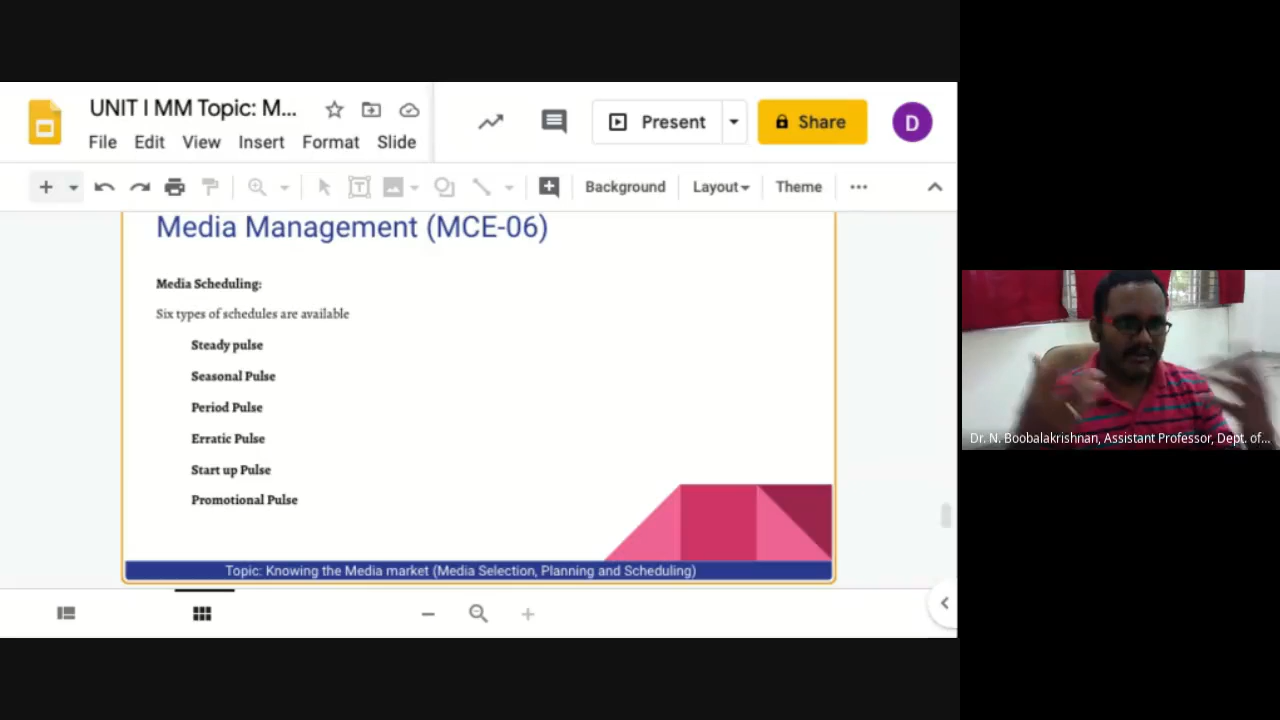 UNIT I MM Topic: M...
File Edit View Insert Format Slide
Present
Share
D
Background Layout Theme
Media Management (MCE-06)
Media Scheduling:
Six types of schedules are available
Steady pulse
Seasonal Pulse
Period Pulse
Erratic Pulse
Start up Pulse
Promotional Pulse
Topic: Knowing the Media market (Media Selection, Planning and Scheduling)
Dr. N. Boobalakrishnan, Assistant Professor, Dept. of...